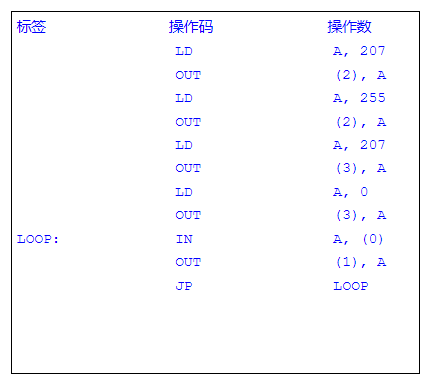 标签 操作码 操作数
LD A, 207
OUT (2), A
LD A, 255
OUT (2), A
LD A, 207
OUT (3), A
LD A, 0
OUT (3), A
LOOP: IN A, (0)
OUT (1), A
JP LOOP